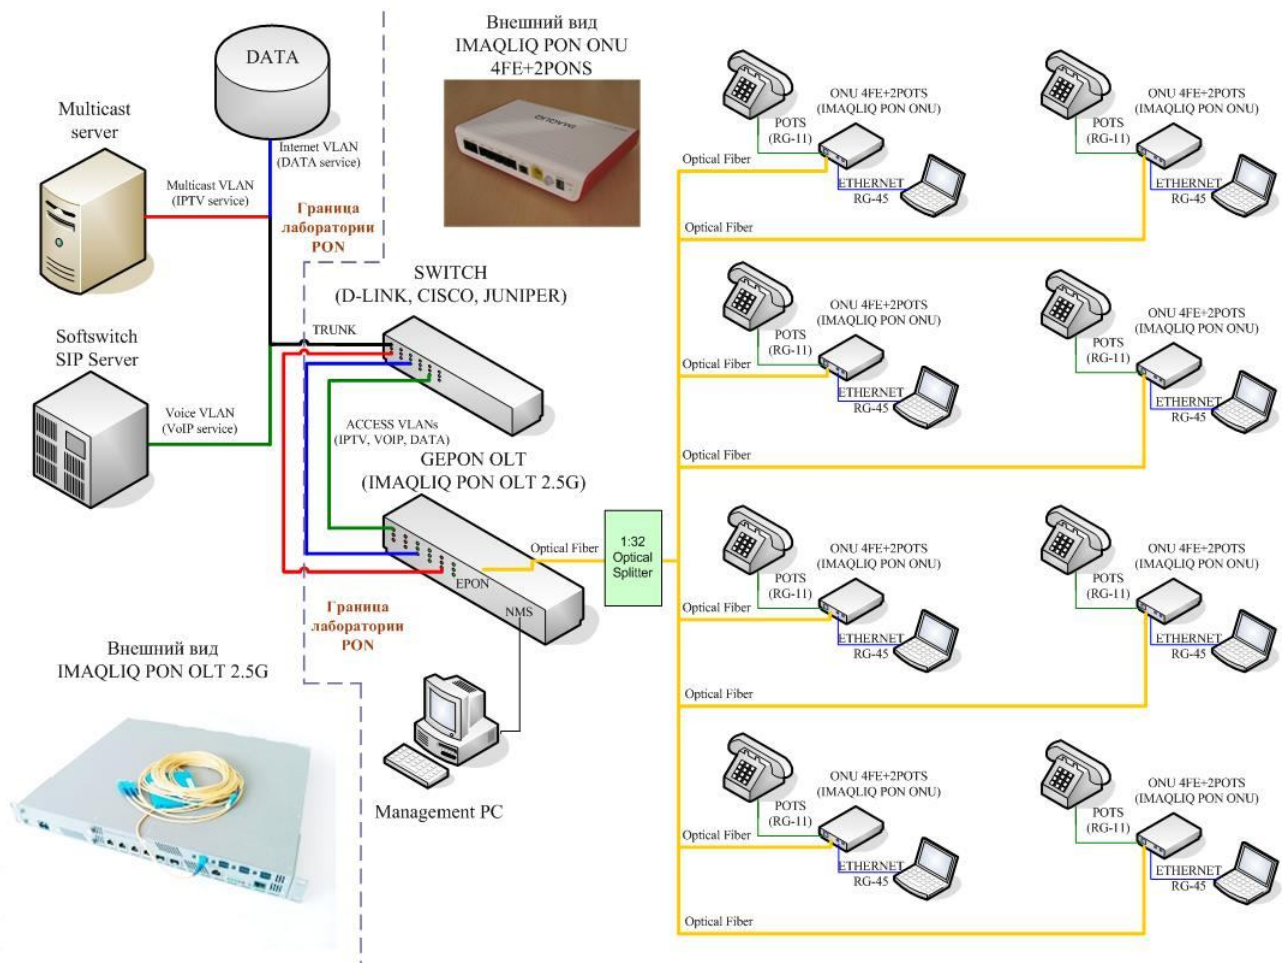 DATA
Multicast
server
Internet VLAN
(DATA service)
Multicast VLAN
(IPTV service)
Граница
лаборатории
PON
Внешний вид
IMAQLIQ PON ONU
4FE+2PONS
SWITCH
(D-LINK, CISCO, JUNIPER)
TRUNK
Softswitch
SIP Server
Voice VLAN
(VoIP service)
ACCESS VLANs
(IPTV, VOIP, DATA)
GEPON OLT
(IMAQLIQ PON OLT 2.5G)
EPON
NMS
Optical Fiber
1:32
Optical
Splitter
Граница
лаборатории
PON
Внешний вид
IMAQLIQ PON OLT 2.5G
Management PC
ONU 4FE+2POTS
(IMAQLIQ PON ONU)
POTS
(RG-11)
Optical Fiber
ETHERNET
RG-45
ONU 4FE+2POTS
(IMAQLIQ PON ONU)
POTS
(RG-11)
ETHERNET
RG-45
Optical Fiber
ONU 4FE+2POTS
(IMAQLIQ PON ONU)
POTS
(RG-11)
Optical Fiber
ETHERNET
RG-45
ONU 4FE+2POTS
(IMAQLIQ PON ONU)
POTS
(RG-11)
ETHERNET
RG-45
Optical Fiber
ONU 4FE+2POTS
(IMAQLIQ PON ONU)
POTS
(RG-11)
Optical Fiber
ETHERNET
RG-45
ONU 4FE+2POTS
(IMAQLIQ PON ONU)
POTS
(RG-11)
ETHERNET
RG-45
Optical Fiber
ONU 4FE+2POTS
(IMAQLIQ PON ONU)
POTS
(RG-11)
Optical Fiber
ETHERNET
RG-45
ONU 4FE+2POTS
(IMAQLIQ PON ONU)
POTS
(RG-11)
ETHERNET
RG-45
Optical Fiber